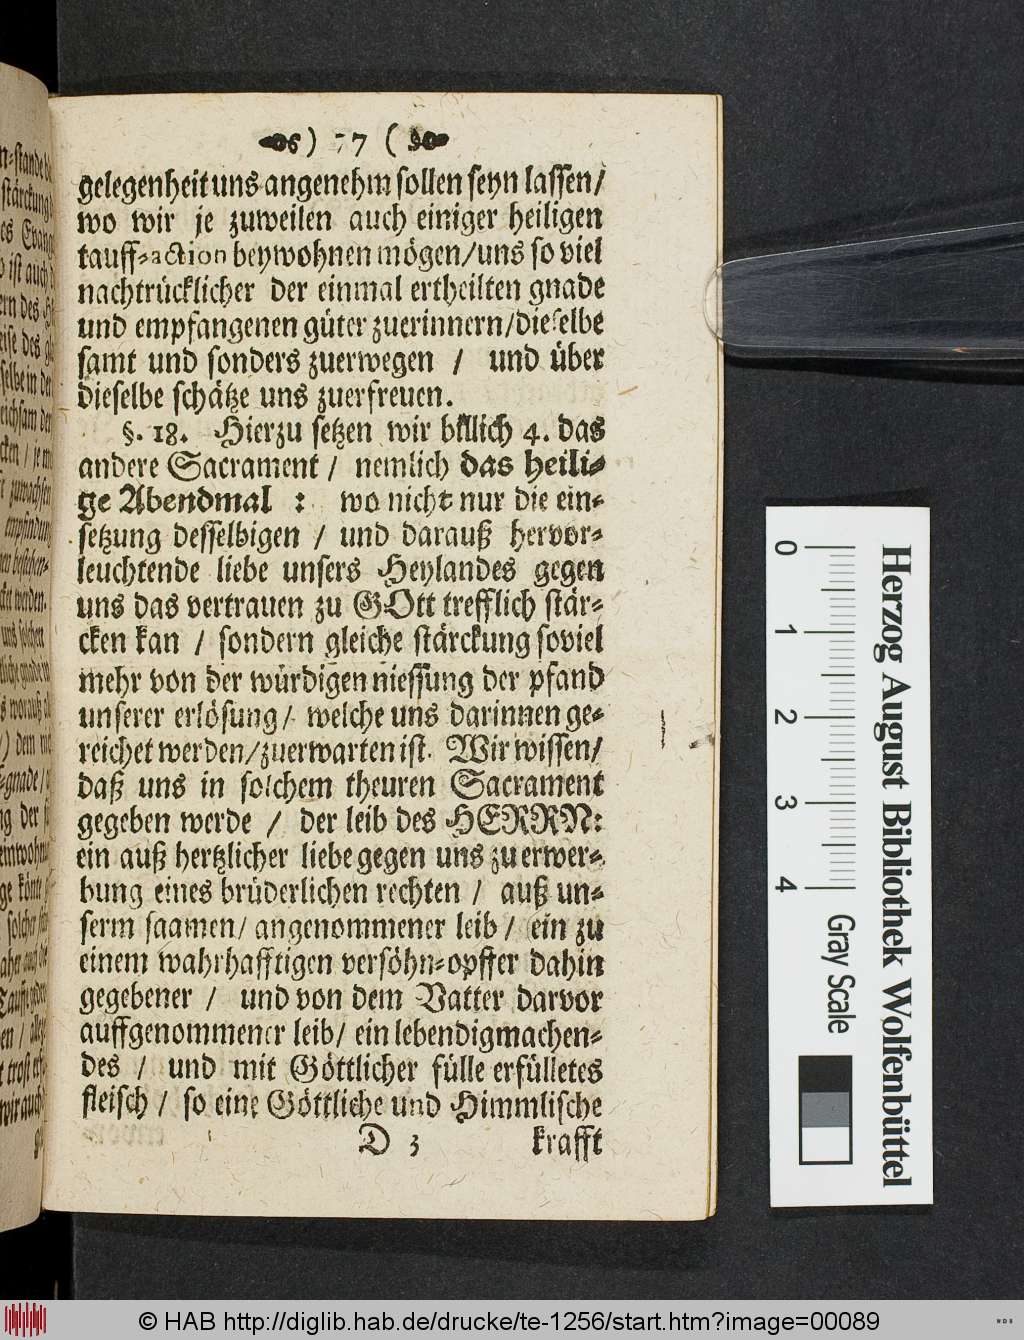 ) 77 (
gelegenheit uns angenehm sollen seyn lassen/
wo wir je zuweilen auch einiger heiligen
tauff-action beywohnen mögen/uns so viel
nachtrücklicher der einmal ertheilten gnade
und empfangenen güter zuerinnern/dieselbe
samt und sonders zuerwegen / und über
dieselbe schätze uns zuerfreuen.
§. 18. Hierzu setzen wir billich 4. das
andere Sacrament / nemlich das heili-
ge Abendmal : wo nicht nur die ein-
setzung desselbigen / und darauß hervor-
leuchtende liebe unsers Heylandes gegen
uns das vertrauen zu GOtt trefflich stär-
cken kan / sondern gleiche stärckung soviel
mehr von der würdigen niessung der pfand
unserer erlösung/ welche uns darinnen ge-
reichet werden/zuerwarten ist. Wir wissen/
daß uns in solchem theuren Sacrament
gegeben werde / der leib des HERRN:
ein auß hertzlicher liebe gegen uns zu erwer-
bung eines brüderlichen rechten / auß un-
serm saamen/ angenommener leib / ein zu
einem wahrhafftigen versöhn-opffer dahin
gegebener / und von dem Vatter darvor
auffgenommener leib/ ein lebendigmachen-
des / und mit Göttlicher fülle erfülletes
fleisch / so eine Göttliche und Himmlische
D 3 krafft
Herzog August Bibliothek Wolfenbüttel
0 1 2 3 4 Gray Scale
© HAB http://diglib.hab.de/drucke/te-1256/start.htm?image=00089